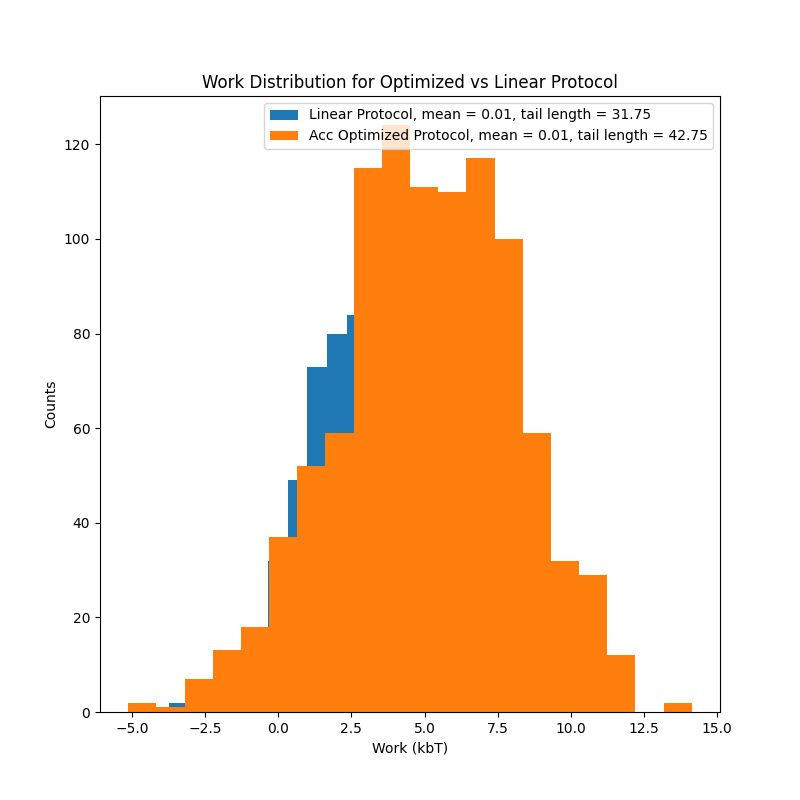 Work Distribution for Optimized vs Linear Protocol
Linear Protocol, mean = 0.01, tail length = 31.75
Acc Optimized Protocol, mean = 0.01, tail length = 42.75
120
100
80
60
40
20
0
Counts
−5.0 −2.5 0.0 2.5 5.0 7.5 10.0 12.5 15.0
Work (kbT)